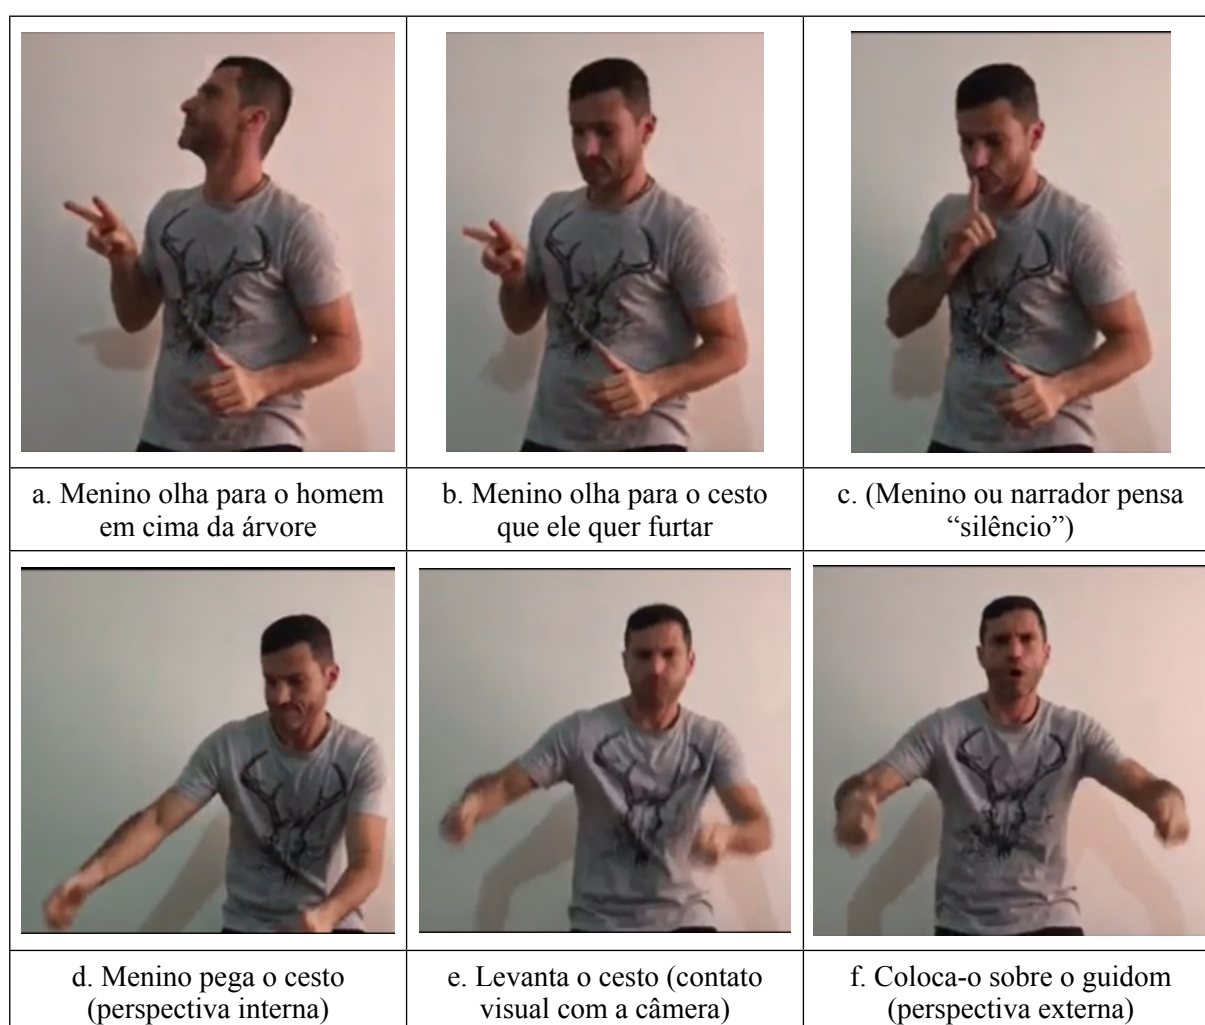 a. Menino olha para o homem
em cima da árvore
b. Menino olha para o cesto
que ele quer furtar
c. (Menino ou narrador pensa
“silêncio”)
d. Menino pega o cesto
(perspectiva interna)
e. Levanta o cesto (contato
visual com a câmera)
f. Coloca-o sobre o guidom
(perspectiva externa)